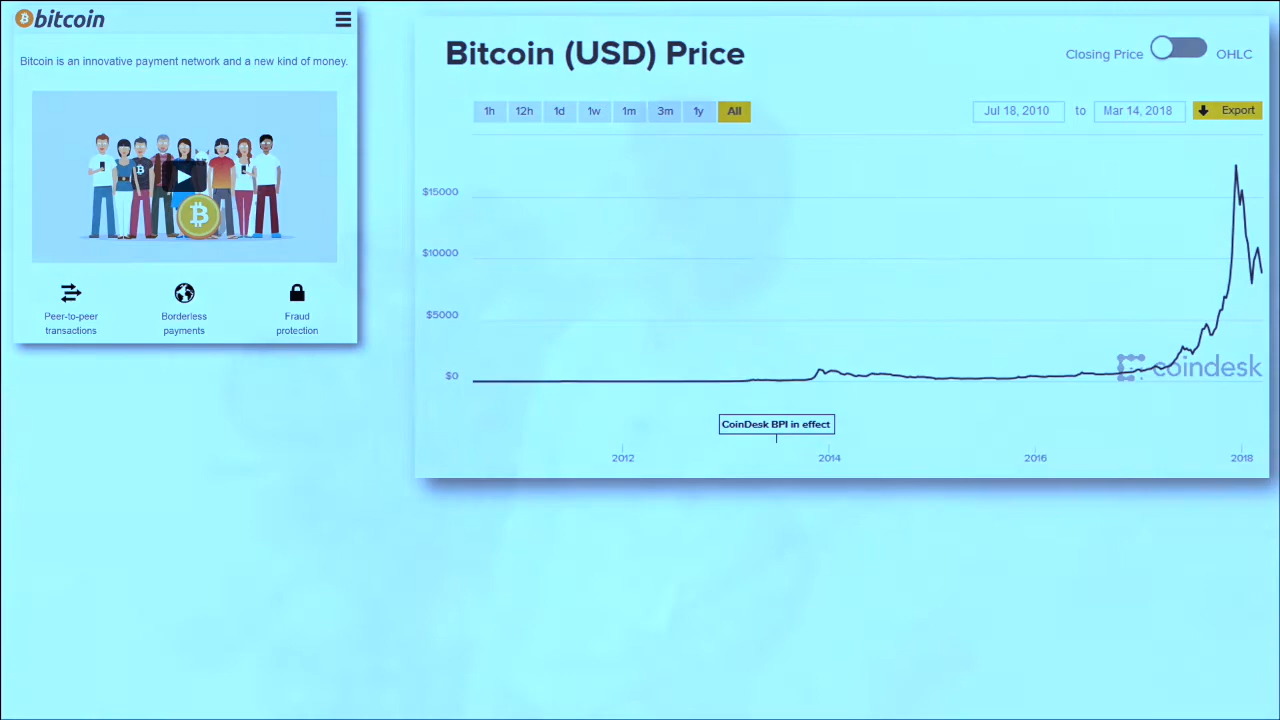 bitcoin
Bitcoin is an innovative payment network and a new kind of money.
Peer-to-peer
transactions
Borderless
payments
Fraud
protection
Bitcoin (USD) Price
Closing Price OHLC
1h 12h 1d 1w 1m 3m 1y All
Jul 18, 2010 to Mar 14, 2018 Export
$15000
$10000
$5000
$0
coindesk
CoinDesk BPI in effect
2012 2014 2016 2018